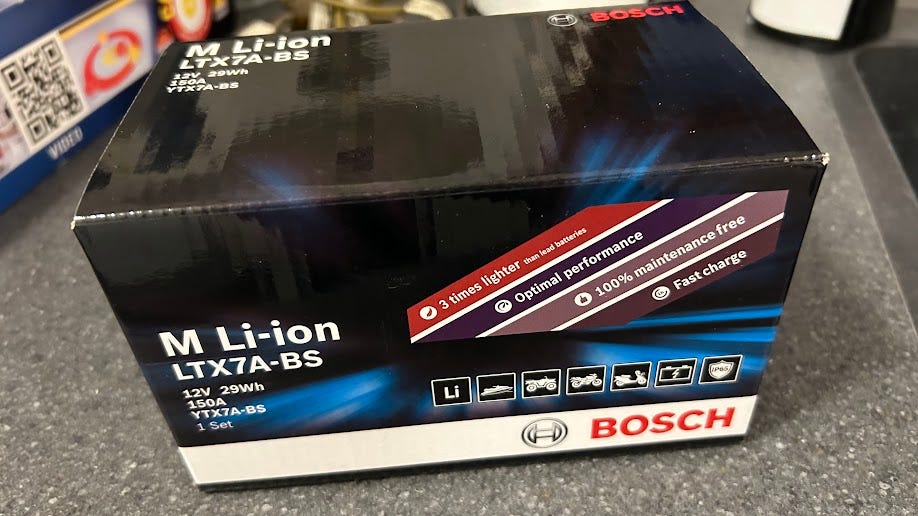 M Li-ion
LTX7A-BS
12V 29Wh
150A
YTX7A-BS
BOSCH
VIDEO
3 times lighter than lead batteries
Optimal performance
100% maintenance free
Fast charge
M Li-ion
LTX7A-BS
12V 29Wh
150A
YTX7A-BS
1 Set
Li
IP65
BOSCH